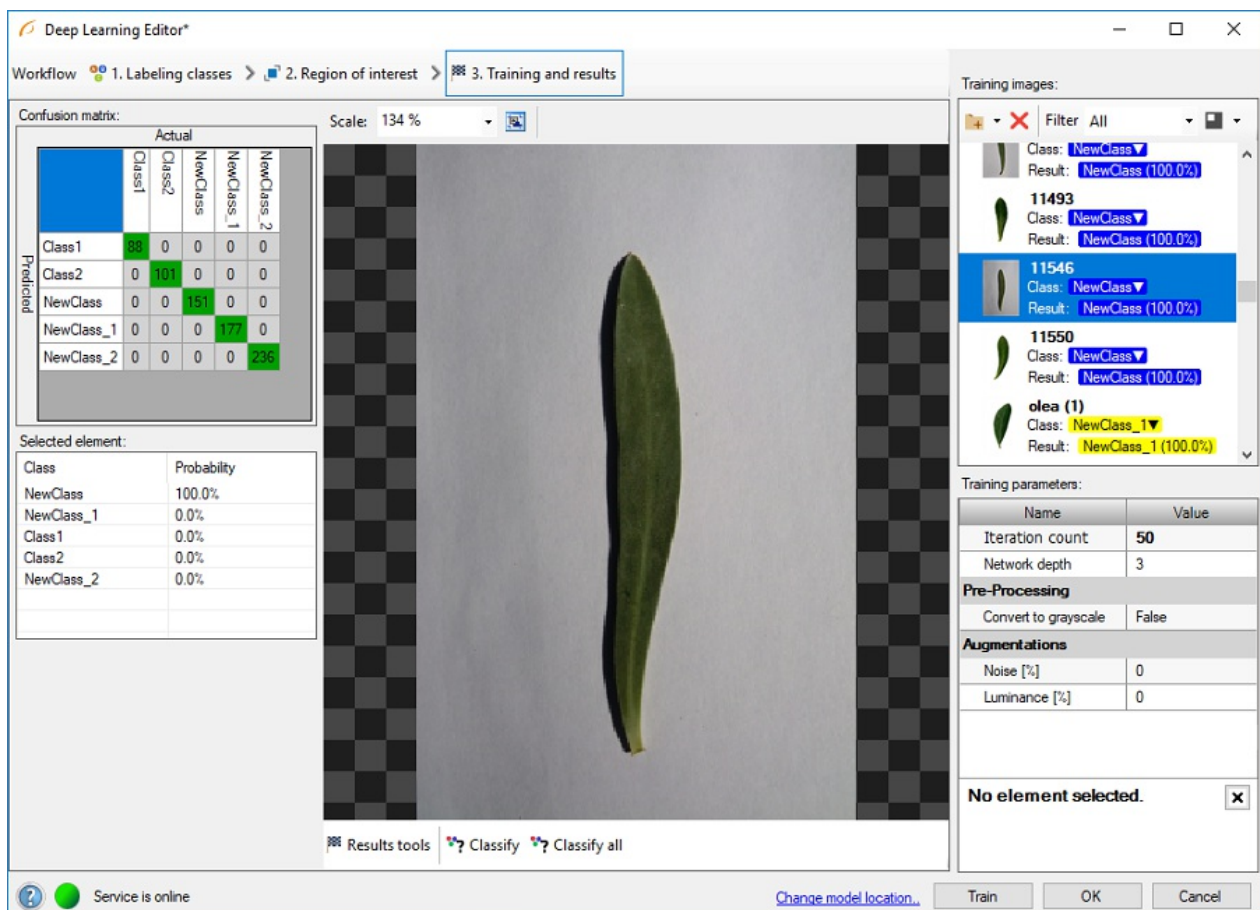 Deep Learning Editor*
Workflow 1. Labeling classes 2. Region of interest 3. Training and results
Confusion matrix:
Actual
Class1 Class2 NewClass NewClass_1 NewClass_2
Predicted
Class1 88 0 0 0 0
Class2 0 101 0 0 0
NewClass 0 0 151 0 0
NewClass_1 0 0 0 177 0
NewClass_2 0 0 0 0 236
Selected element:
Class Probability
NewClass 100.0%
NewClass_1 0.0%
Class1 0.0%
Class2 0.0%
NewClass_2 0.0%
Scale: 134 %
Results tools ? Classify ? Classify all
Training images:
Filter All
Class: NewClass▼
Result: NewClass (100.0%)
11493
Class: NewClass▼
Result: NewClass (100.0%)
11546
Class: NewClass▼
Result: NewClass (100.0%)
11550
Class: NewClass▼
Result: NewClass (100.0%)
olea (1)
Class: NewClass_1▼
Result: NewClass_1 (100.0%)
Training parameters:
Name Value
Iteration count 50
Network depth 3
Pre-Processing
Convert to grayscale False
Augmentations
Noise [%] 0
Luminance [%] 0
No element selected.
? Service is online
Change model location..
Train OK Cancel